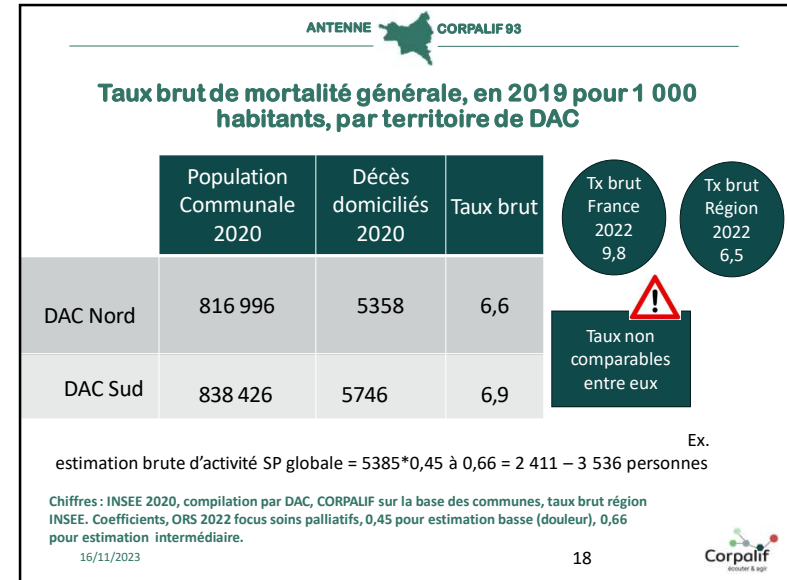 ANTENNE CORPALIF 93
Taux brut de mortalité générale, en 2019 pour 1 000
habitants, par territoire de DAC
Population
Communale
2020
Décès
domiciliés
2020
Taux brut
DAC Nord
816 996
5358
6,6
DAC Sud
838 426
5746
6,9
Tx brut
France
2022
9,8
Tx brut
Région
2022
6,5
!
Taux non
comparables
entre eux
Ex.
estimation brute d’activité SP globale = 5385*0,45 à 0,66 = 2 411 – 3 536 personnes
Chiffres : INSEE 2020, compilation par DAC, CORPALIF sur la base des communes, taux brut région
INSEE. Coefficients, ORS 2022 focus soins palliatifs, 0,45 pour estimation basse (douleur), 0,66
pour estimation intermédiaire.
16/11/2023
18
Corpalif
écouter & agir